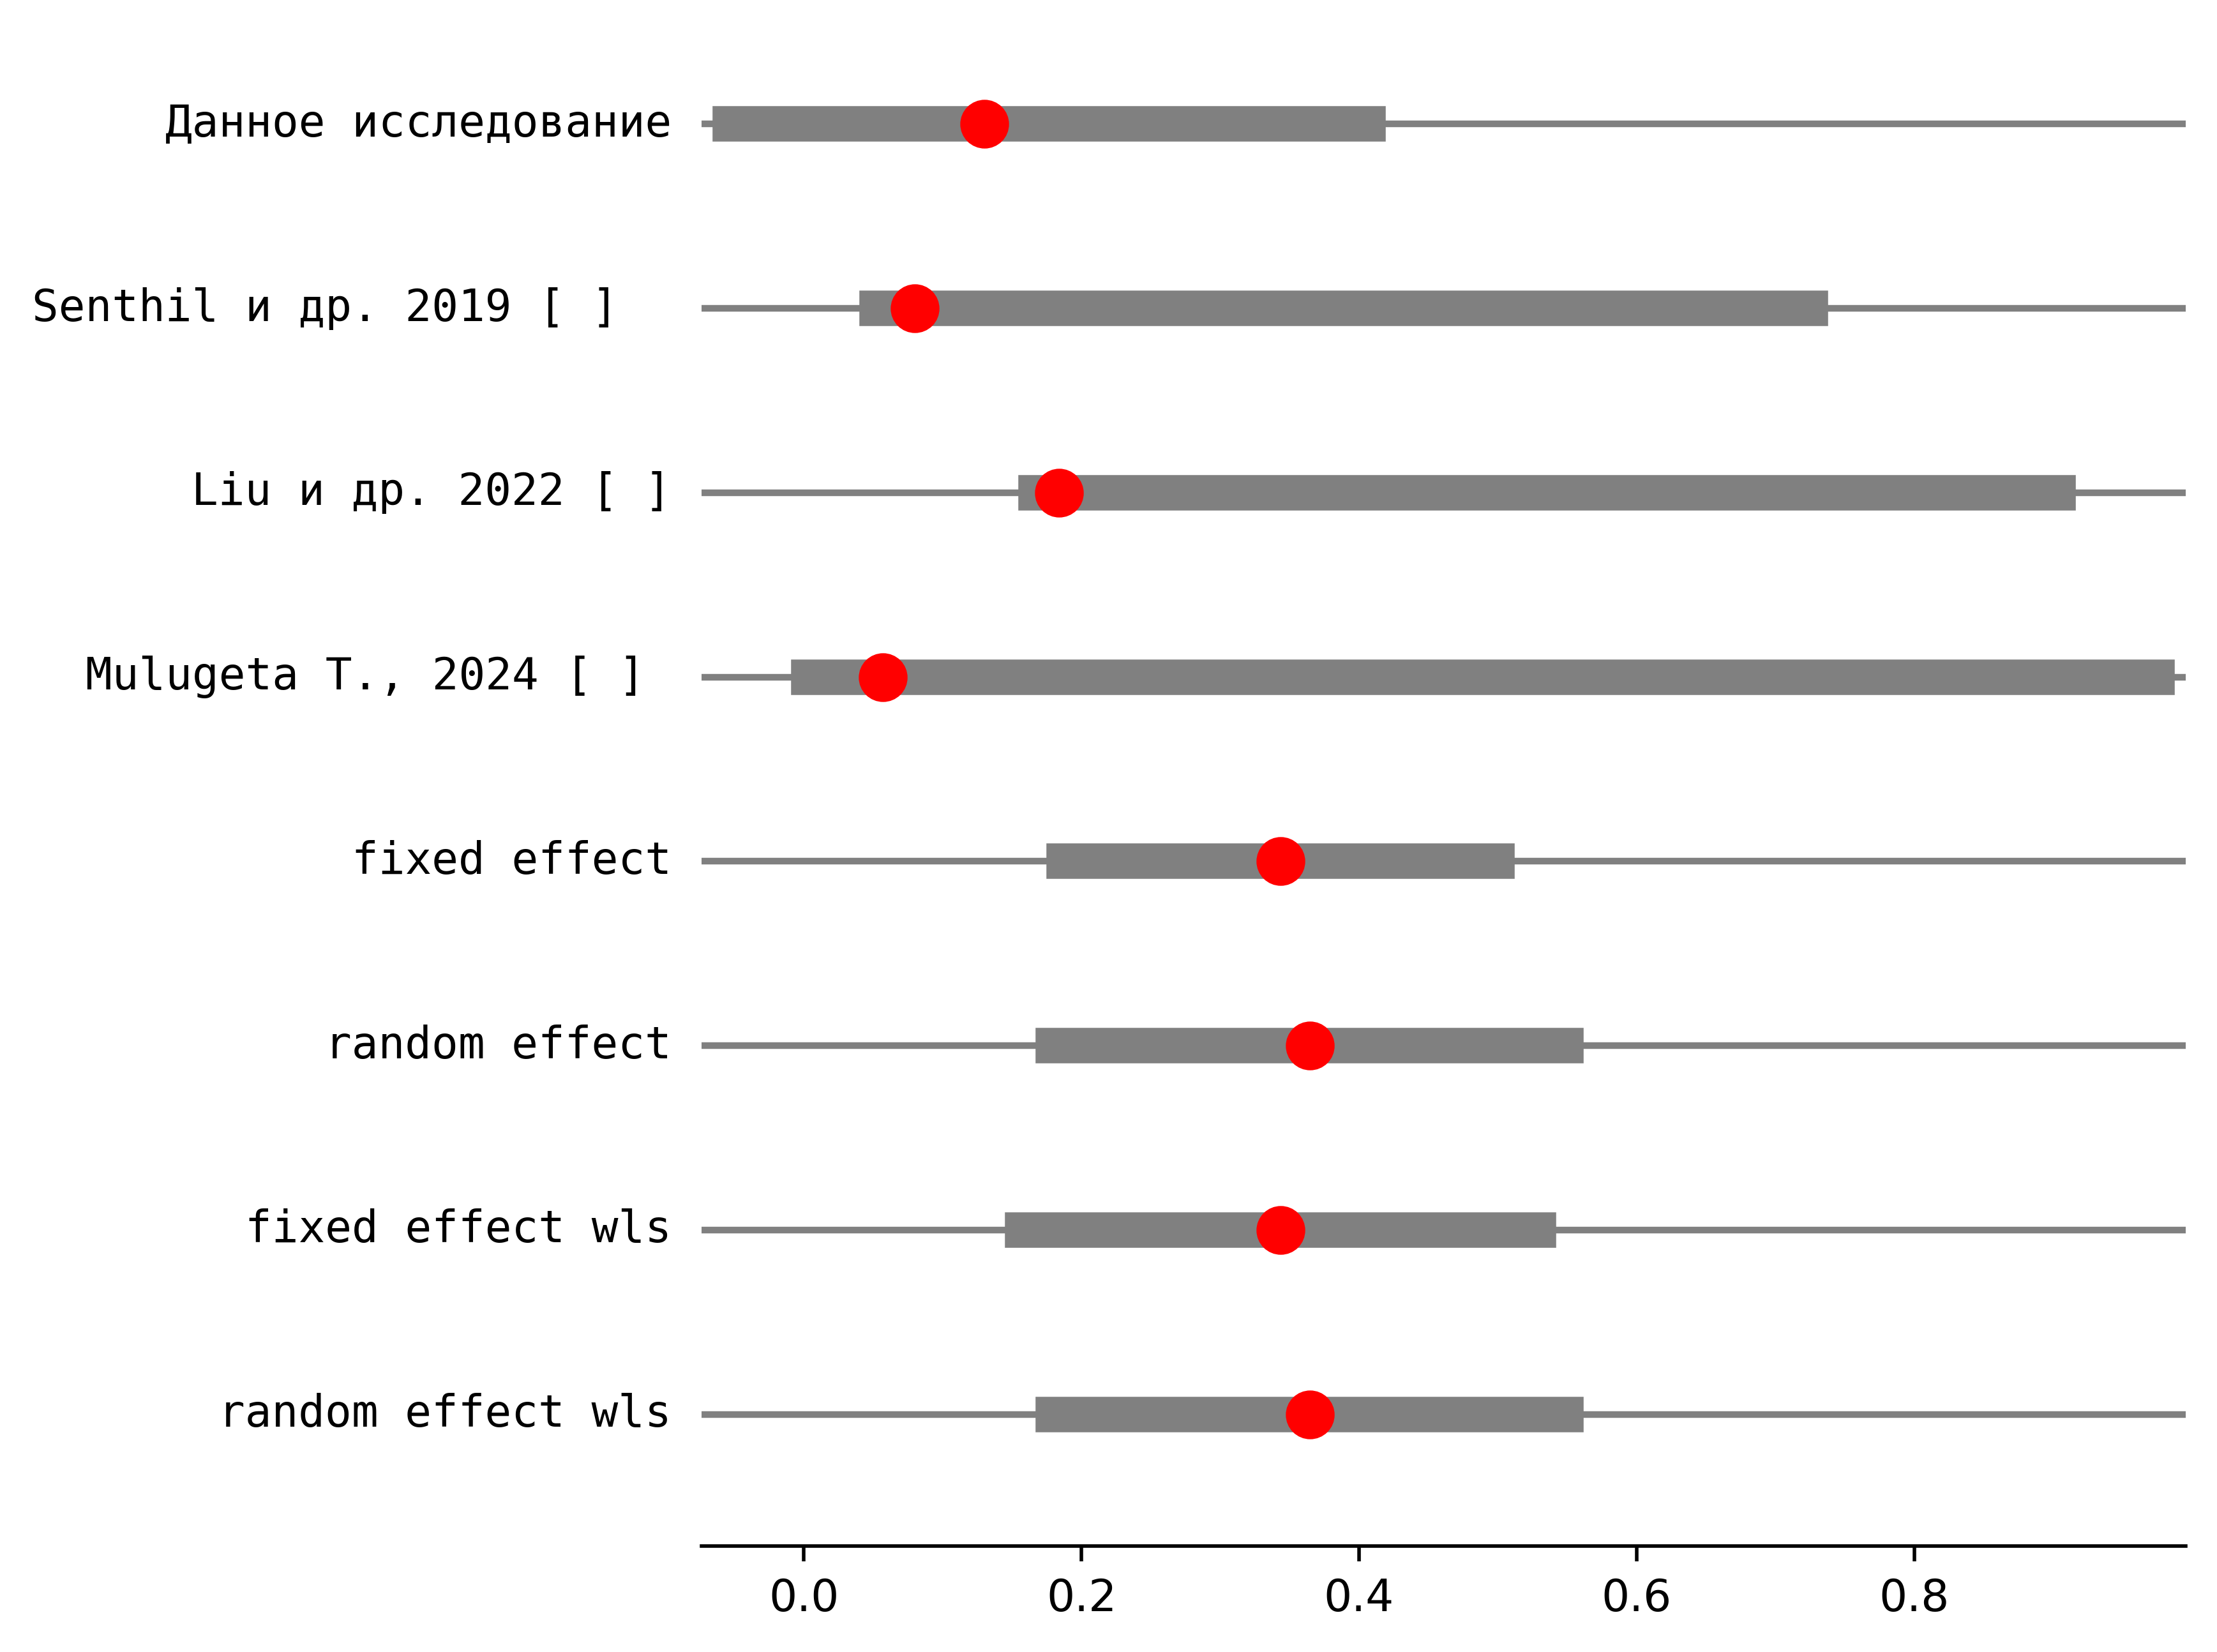 Данное исследование
Senthil и др. 2019 [ ]
Liu и др. 2022 [ ]
Mulugeta T., 2024 [ ]
fixed effect
random effect
fixed effect wls
random effect wls
0.0 0.2 0.4 0.6 0.8